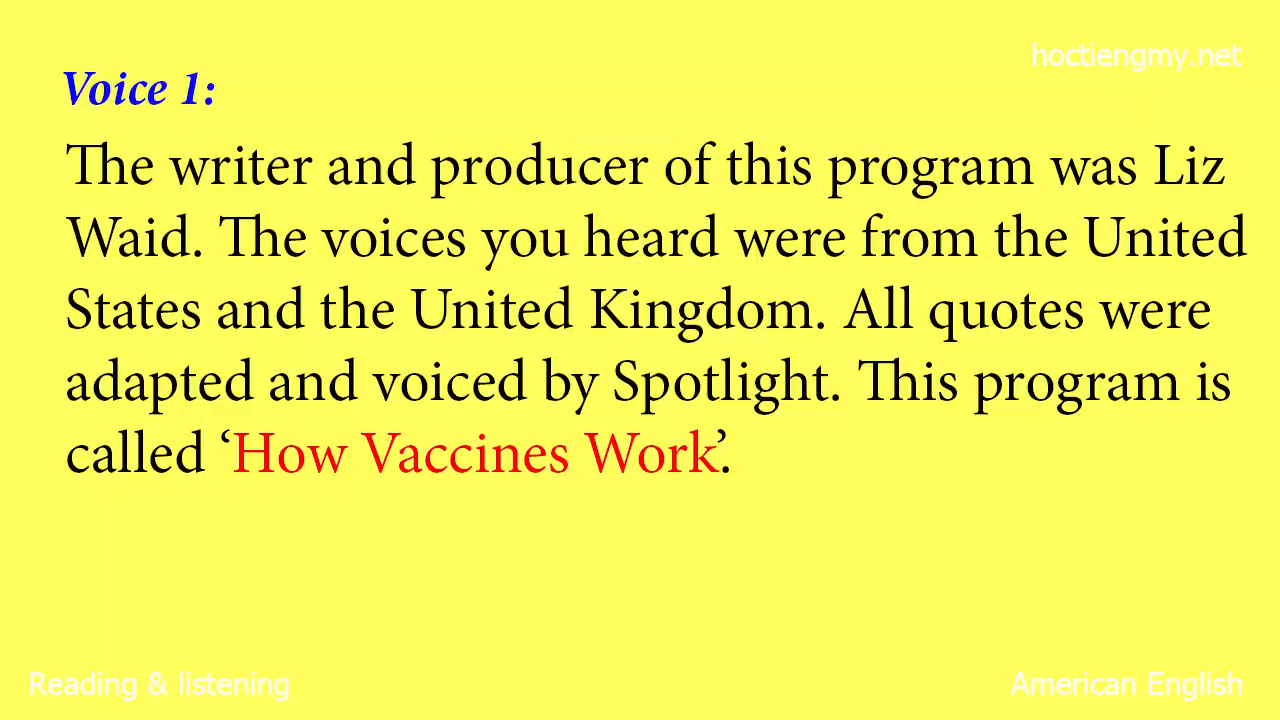 hoctiengmy.net
Voice 1:
The writer and producer of this program was Liz
Waid. The voices you heard were from the United
States and the United Kingdom. All quotes were
adapted and voiced by Spotlight. This program is
called ‘How Vaccines Work’.
Reading & listening
American English